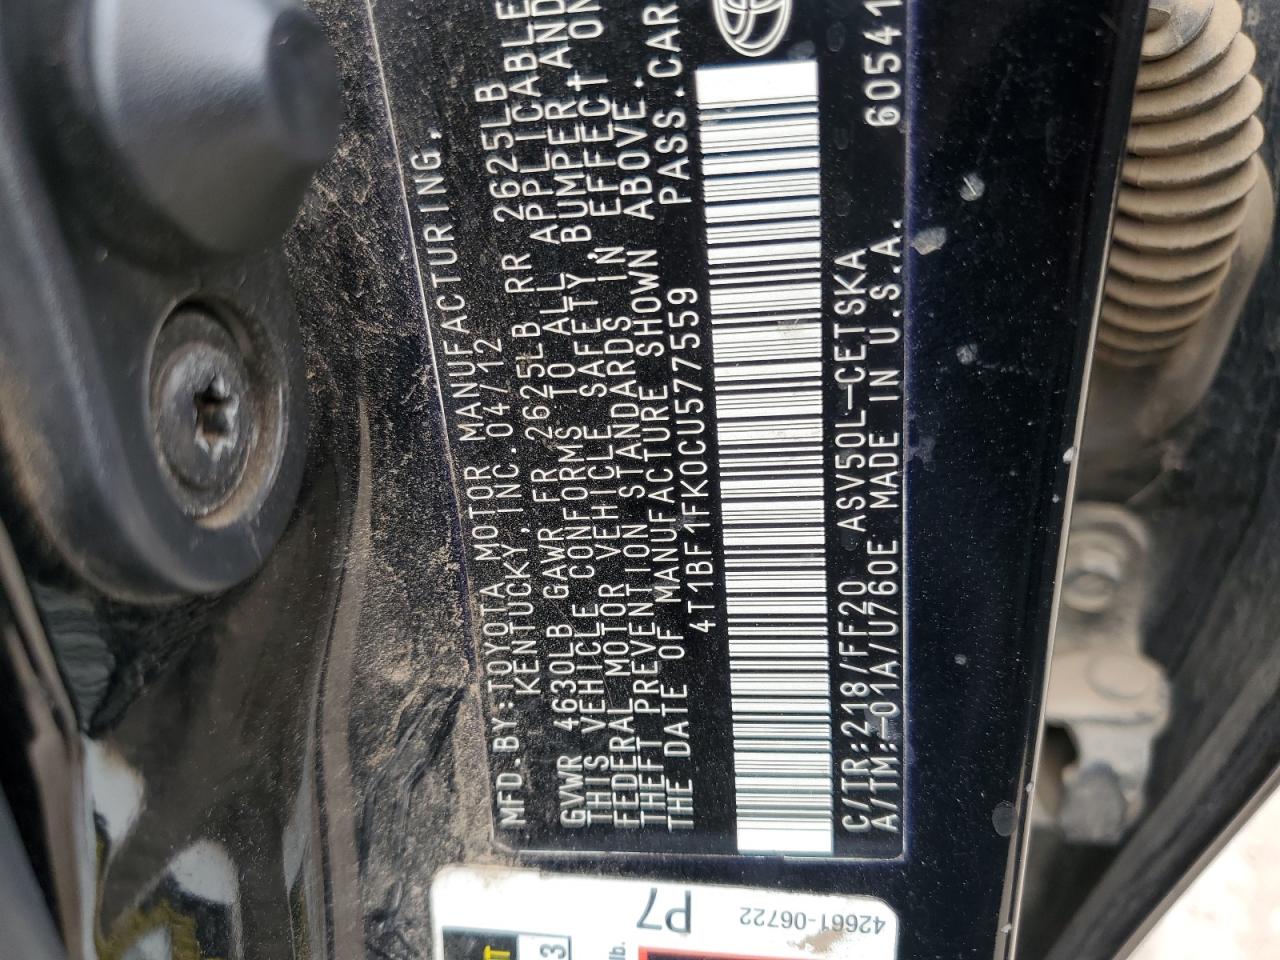 MFD.BY:TOYOTA MOTOR MANUFACTURING,
KENTUCKY,INC.04/12
GVWR 4630LB GAWR FR 2625LB RR 2625LB
THIS VEHICLE CONFORMS TO ALL APPLICABLE
FEDERAL MOTOR VEHICLE SAFETY,BUMPER,AND
THEFT PREVENTION STANDARDS IN EFFECT ON
THE DATE OF MANUFACTURE SHOWN ABOVE.
4T1BF1FK0CU577559 PASS.CAR
C/TR:218/FF20 ASV50L-CETSKA
A/TM:-01A/U760E MADE IN U.S.A. 60541
P7
42661-06722
3
lb.